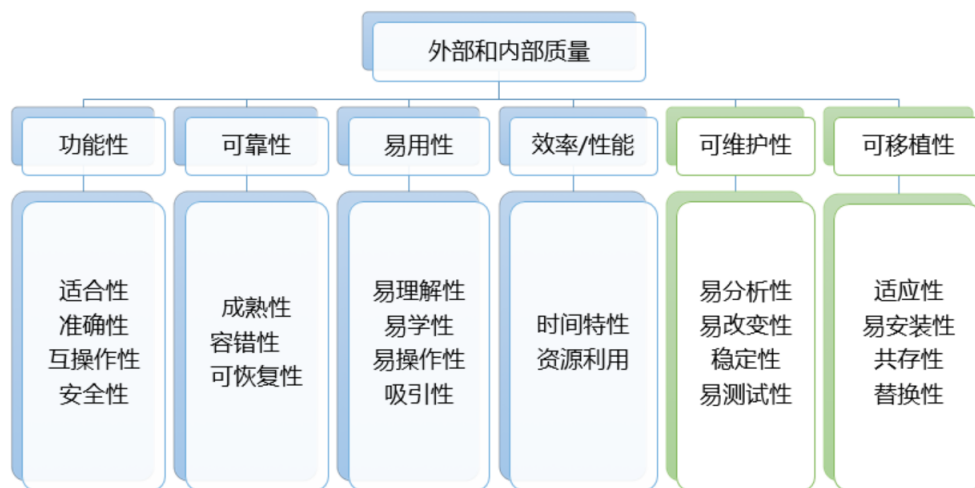 外部和内部质量
功能性
可靠性
易用性
效率/性能
可维护性
可移植性
适合性
准确性
互操作性
安全性
成熟性
容错性
可恢复性
易理解性
易学性
易操作性
吸引性
时间特性
资源利用
易分析性
易改变性
稳定性
易测试性
适应性
易安装性
共存性
替换性